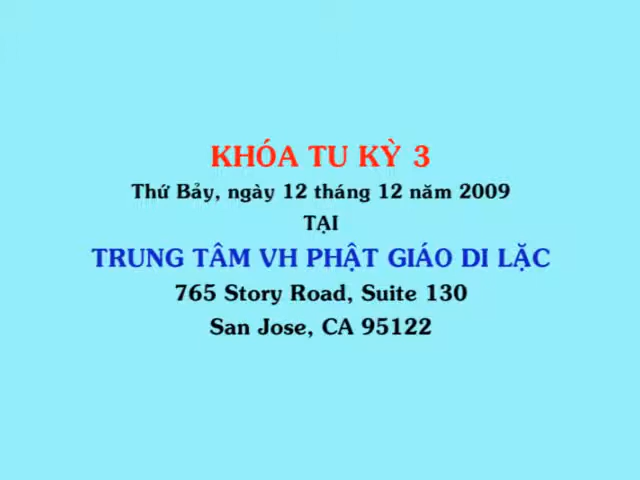 KHÓA TU KỲ 3
Thứ Bảy, ngày 12 tháng 12 năm 2009
TẠI
TRUNG TÂM VH PHẬT GIÁO DI LẶC
765 Story Road, Suite 130
San Jose, CA 95122